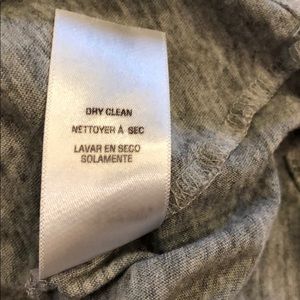 DRY CLEAN
NETTOYER À SEC
LAVAR EN SECO
SOLAMENTE